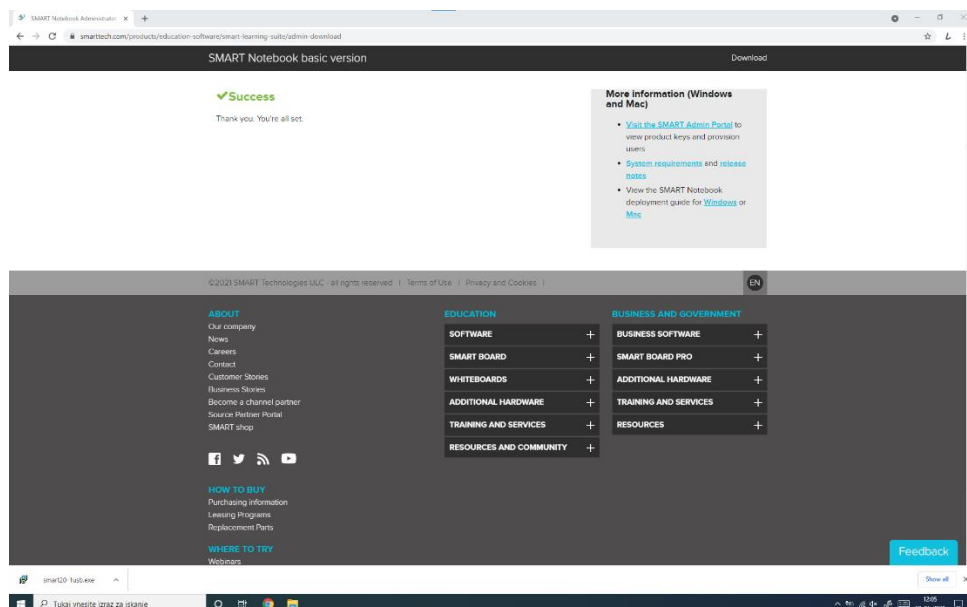 SMART Notebook Administrator
smarttech.com/products/education-software/smart-learning-suite/admin-download
SMART Notebook basic version
Download
Success
Thank you. You're all set.
More information (Windows
and Mac)
Visit the SMART Admin Portal to
view product keys and provision
users
System requirements and release
notes
View the SMART Notebook
deployment guide for Windows or
Mac
©2021 SMART Technologies ULC - all rights reserved | Terms of Use | Privacy and Cookies |
EN
ABOUT
Our company
News
Careers
Contact
Customer Stories
Business Stories
Become a channel partner
Source Partner Portal
SMART shop
HOW TO BUY
Purchasing information
Leasing Programs
Replacement Parts
WHERE TO TRY
Webinars
EDUCATION
SOFTWARE
SMART BOARD
WHITEBOARDS
ADDITIONAL HARDWARE
TRAINING AND SERVICES
RESOURCES AND COMMUNITY
BUSINESS AND GOVERNMENT
BUSINESS SOFTWARE
SMART BOARD PRO
ADDITIONAL HARDWARE
TRAINING AND SERVICES
RESOURCES
Feedback
smart20-1usb.exe
Show all
Tukaj vnesite izraz za iskanje
12:05